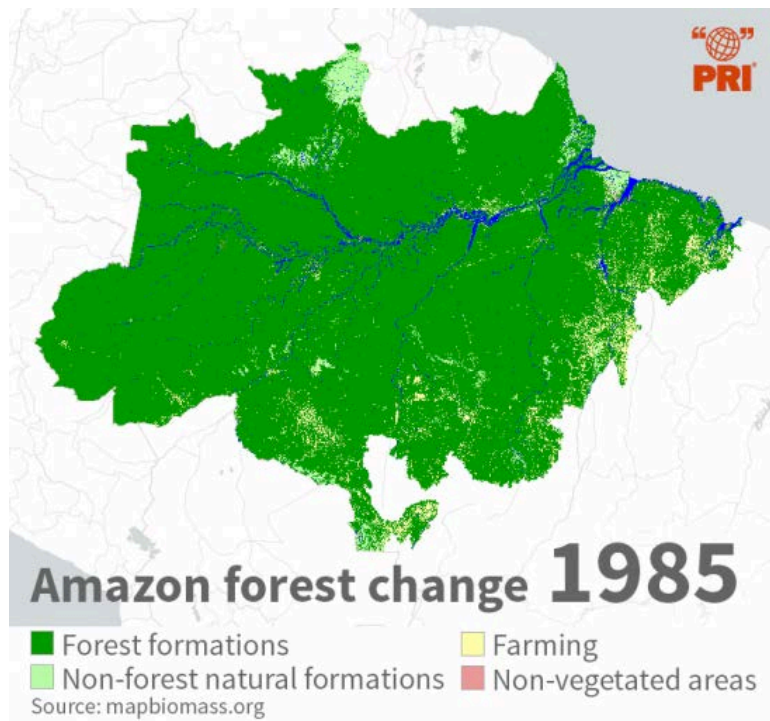 PRI
Amazon forest change 1985
Forest formations
Farming
Non-forest natural formations
Non-vegetated areas
Source: mapbiomass.org